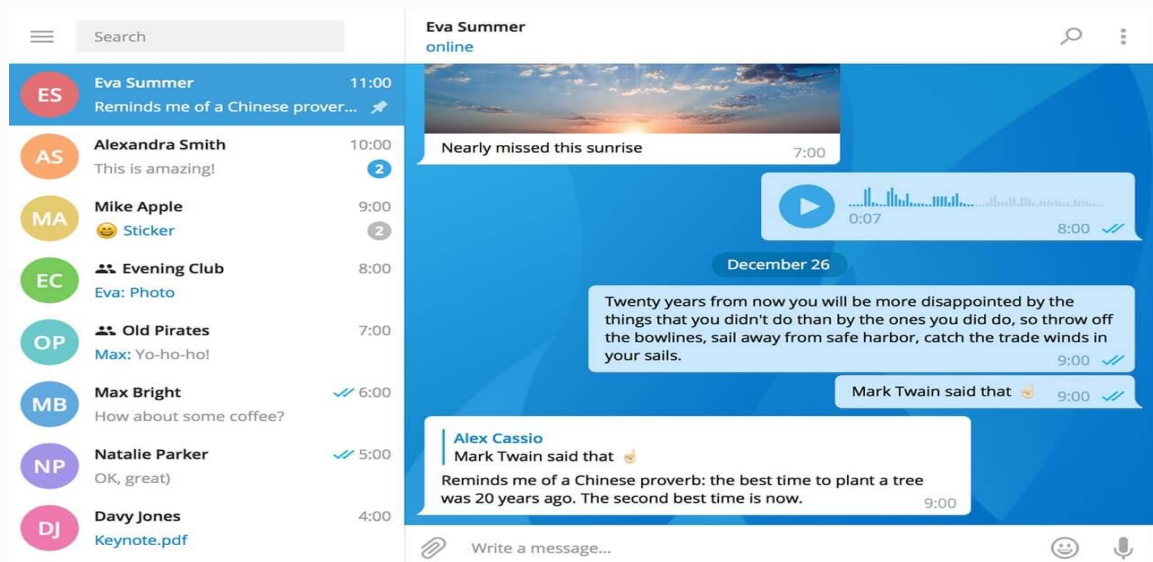 Search
ES
Eva Summer
11:00
Reminds me of a Chinese prover...
AS
Alexandra Smith
10:00
This is amazing!
2
MA
Mike Apple
9:00
😄 Sticker
2
EC
Evening Club
8:00
Eva: Photo
OP
Old Pirates
7:00
Max: Yo-ho-ho!
MB
Max Bright
6:00
How about some coffee?
NP
Natalie Parker
5:00
OK, great)
DJ
Davy Jones
4:00
Keynote.pdf
Eva Summer
online
Nearly missed this sunrise
7:00
0:07
8:00
December 26
Twenty years from now you will be more disappointed by the
things that you didn't do than by the ones you did do, so throw off
the bowlines, sail away from safe harbor, catch the trade winds in
your sails.
9:00
Mark Twain said that ☝🏻
9:00
Alex Cassio
Mark Twain said that ☝🏻
Reminds me of a Chinese proverb: the best time to plant a tree
was 20 years ago. The second best time is now.
9:00
Write a message...